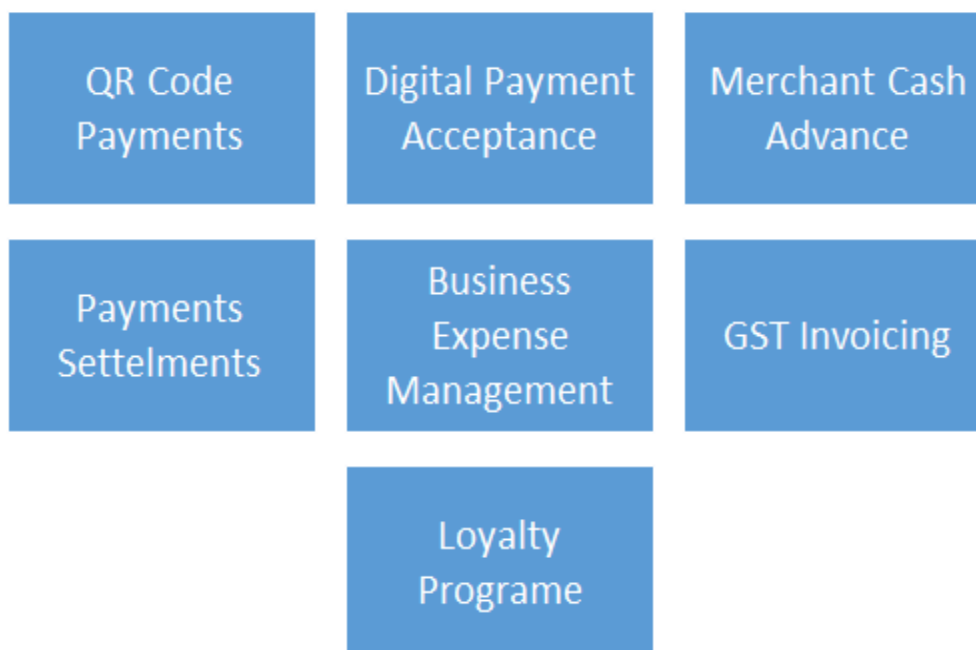 QR Code
Payments
Digital Payment
Acceptance
Merchant Cash
Advance
Payments
Settelments
Business
Expense
Management
GST Invoicing
Loyalty
Programe